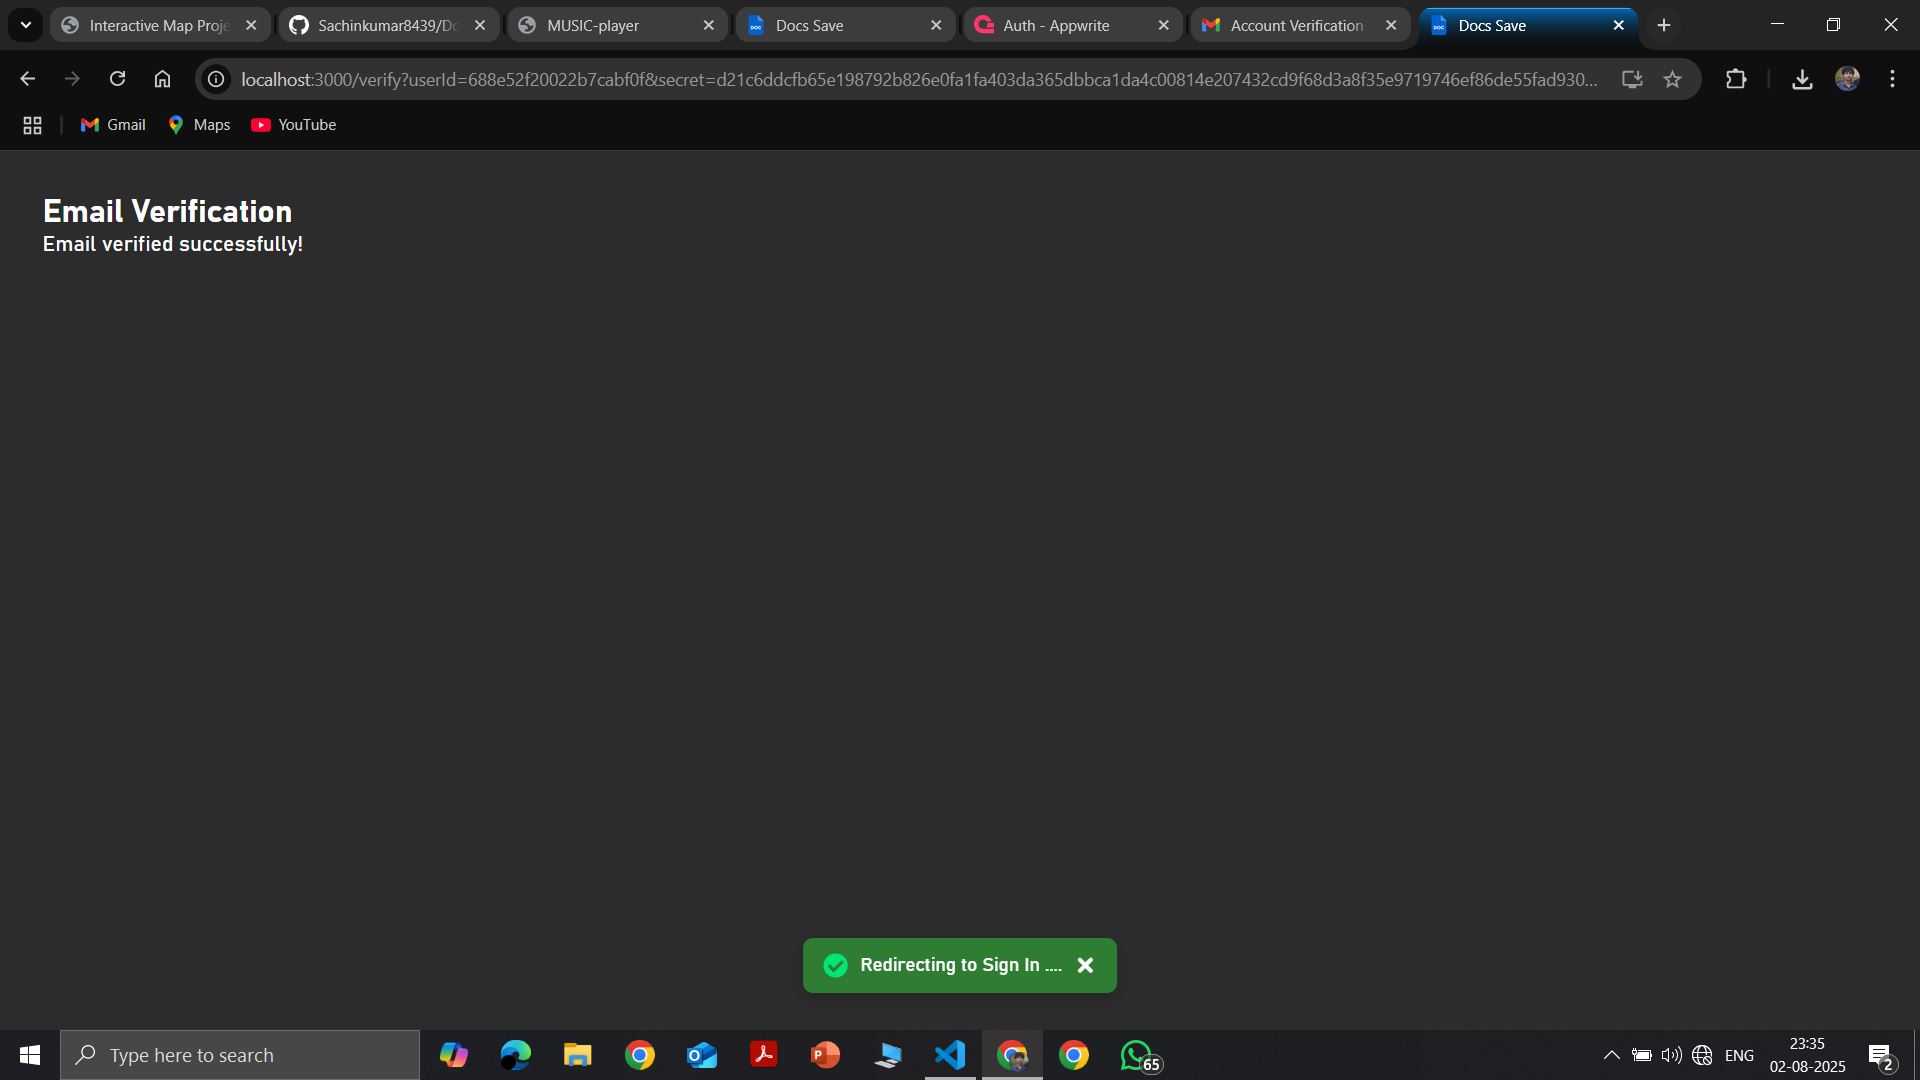 Interactive Map Proje
Sachinkumar8439/Do
MUSIC-player
Docs Save
Auth - Appwrite
Account Verification
Docs Save
localhost:3000/verify?userId=688e52f20022b7cabf0f&secret=d21c6ddcfb65e198792b826e0fa1fa403da365dbbca1da4c00814e207432cd9f68d3a8f35e9719746ef86de55fad930...
Gmail
Maps
YouTube
Email Verification
Email verified successfully!
Redirecting to Sign In ....
Type here to search
65
ENG
23:35
02-08-2025
2